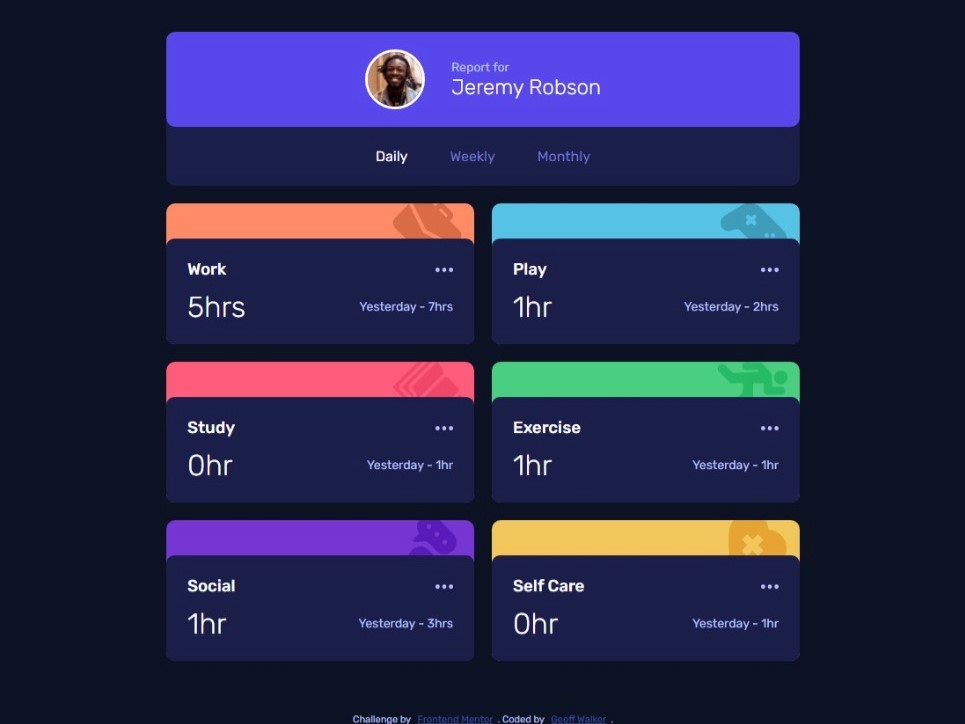 Report for
Jeremy Robson
Daily Weekly Monthly
Work
5hrs Yesterday - 7hrs
Play
1hr Yesterday - 2hrs
Study
0hr Yesterday - 1hr
Exercise
1hr Yesterday - 1hr
Social
1hr Yesterday - 3hrs
Self Care
0hr Yesterday - 1hr
Challenge by Frontend Mentor . Coded by Geoff Walker .